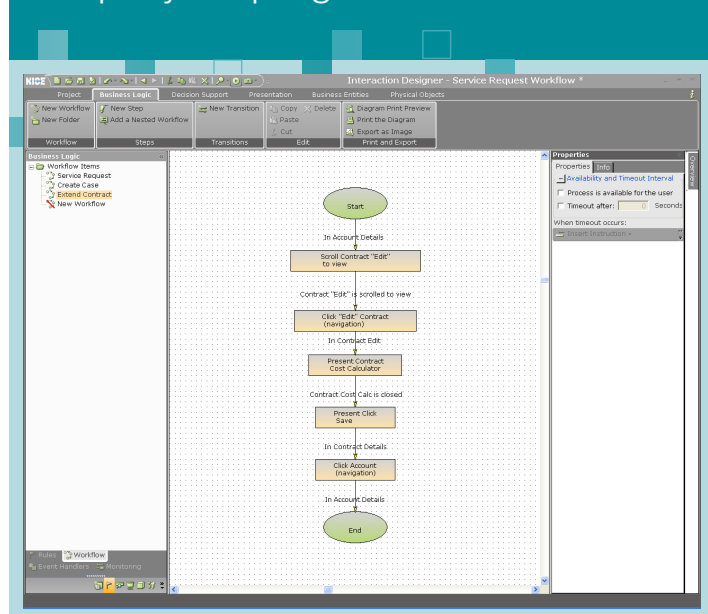 NICE
Interaction Designer - Service Request Workflow *
Project
Business Logic
Decision Support
Presentation
Business Entities
Physical Objects
New Workflow
New Folder
Workflow
New Step
Add a Nested Workflow
Steps
New Transition
Transitions
Copy
Delete
Paste
Cut
Edit
Diagram Print Preview
Print the Diagram
Export as Image
Print and Export
Business Logic
Workflow Items
Service Request
Create Case
Extend Contract
New Workflow
Start
In Account Details
Scroll Contract "Edit"
to view
Contract "Edit" is scrolled to view
Click "Edit" Contract
(navigation)
In Contract Edit
Present Contract
Cost Calculator
Contract Cost Calc is closed
Present Click
Save
In Contract Details
Click Account
(navigation)
In Account Details
End
Properties
Properties
Info
Availability and Timeout Interval
Process is available for the user
Timeout after: 0 Seconds
When timeout occurs:
Insert Instruction
Overview
Rules
Workflow
Event Handlers
Monitoring